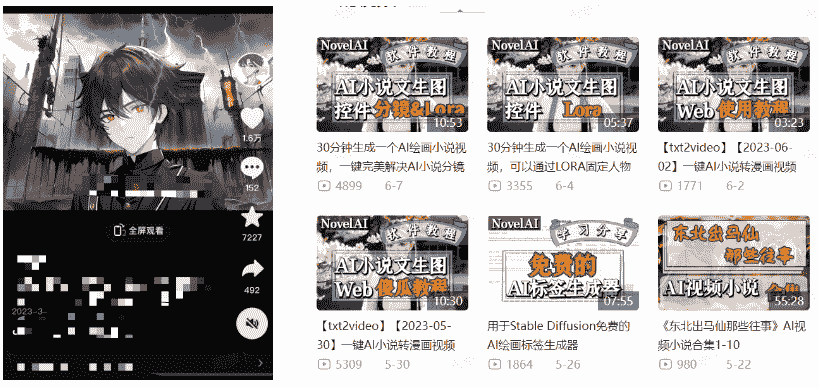 1.6万
152
7227
492
全屏观看
2023-3-
NovelAI
软件教程
AI小说文生图
控件 分镜&Lora
10:53
30分钟生成一个AI绘画小说视
频，一键完美解决AI小说分镜
4899 6-7
NovelAI
软件教程
AI小说文生图
控件 Lora
05:37
30分钟生成一个AI绘画小说视
频，可以通过LORA固定人物
3355 6-4
NovelAI
软件教程
AI小说文生图
Web 使用教程
03:23
【txt2video】【2023-06-
02】一键AI小说转漫画视频
1771 6-2
NovelAI
软件教程
AI小说文生图
Web 傻瓜教程
10:30
【txt2video】【2023-05-
30】一键AI小说转漫画视频
5309 5-30
NovelAI
学习分享
免费的
AI标签生成器
07:55
用于Stable Diffusion免费的
AI绘画标签生成器
1864 5-26
东北出马仙
那些往事
AI视频小说 合集
55:28
《东北出马仙那些往事》AI视
频小说合集1-10
980 5-22